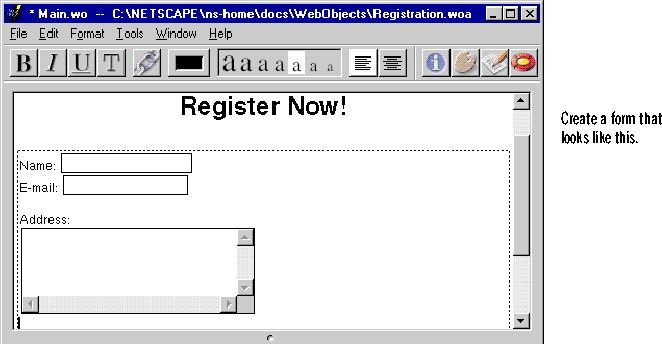 * Main.wo -- C:\NETSCAPE\ns-home\docs\WebObjects\Registration.woa
File Edit Format Tools Window Help
B I U T a a a a a a a
Register Now!
Name:
E-mail:
Address:
Create a form that
looks like this.